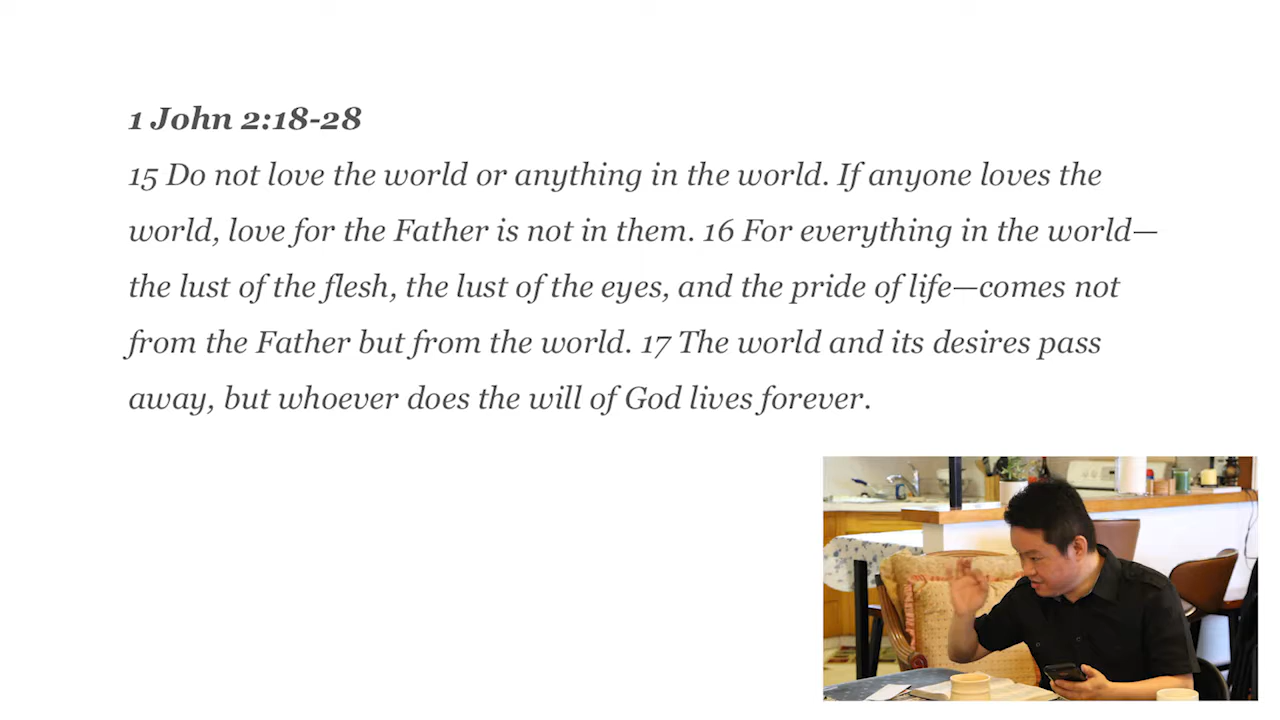 1 John 2:18-28
15 Do not love the world or anything in the world. If anyone loves the
world, love for the Father is not in them. 16 For everything in the world—
the lust of the flesh, the lust of the eyes, and the pride of life—comes not
from the Father but from the world. 17 The world and its desires pass
away, but whoever does the will of God lives forever.